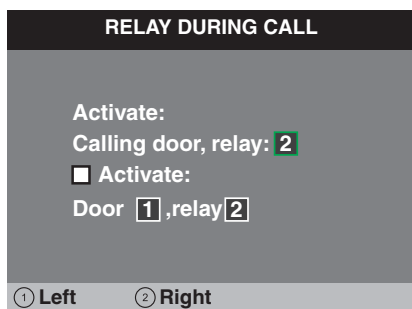 RELAY DURING CALL
Activate:
Calling door, relay: 2
Activate:
Door 1 ,relay 2
1 Left 2 Right